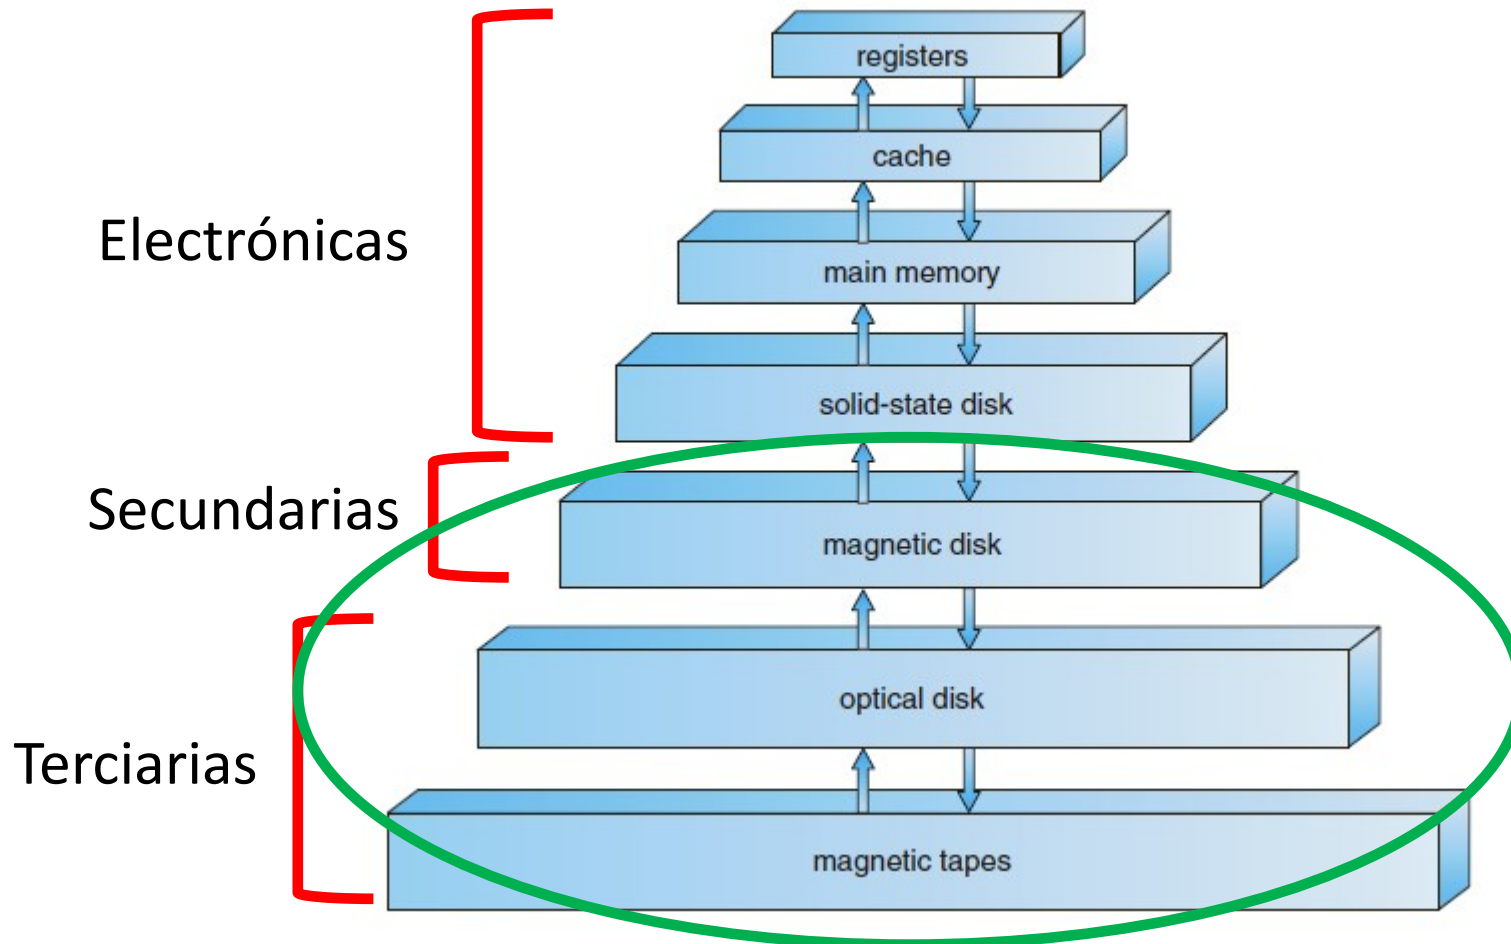 registers
cache
Electrónicas
main memory
solid-state disk
Secundarias
magnetic disk
optical disk
Terciarias
magnetic tapes